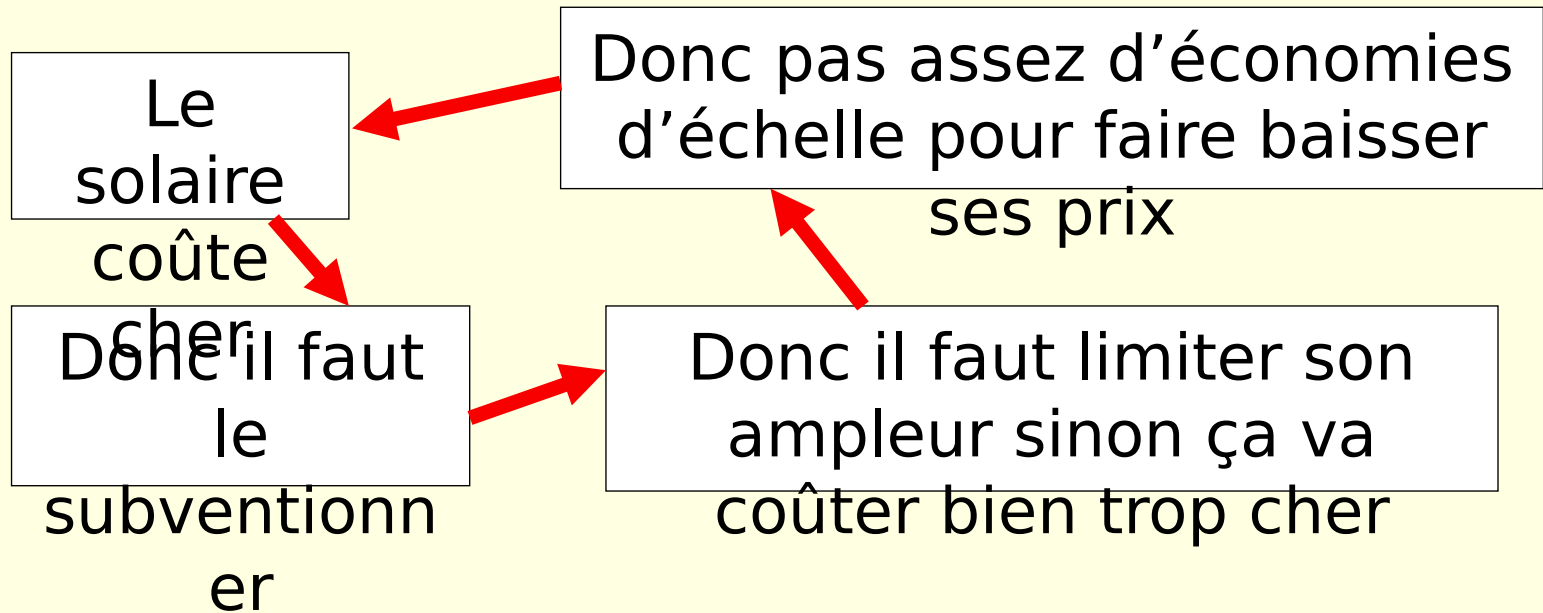 Le
solaire
coûte
cher
Donc il faut
le
subventionn
er
Donc il faut limiter son
ampleur sinon ça va
coûter bien trop cher
Donc pas assez d’économies
d’échelle pour faire baisser
ses prix